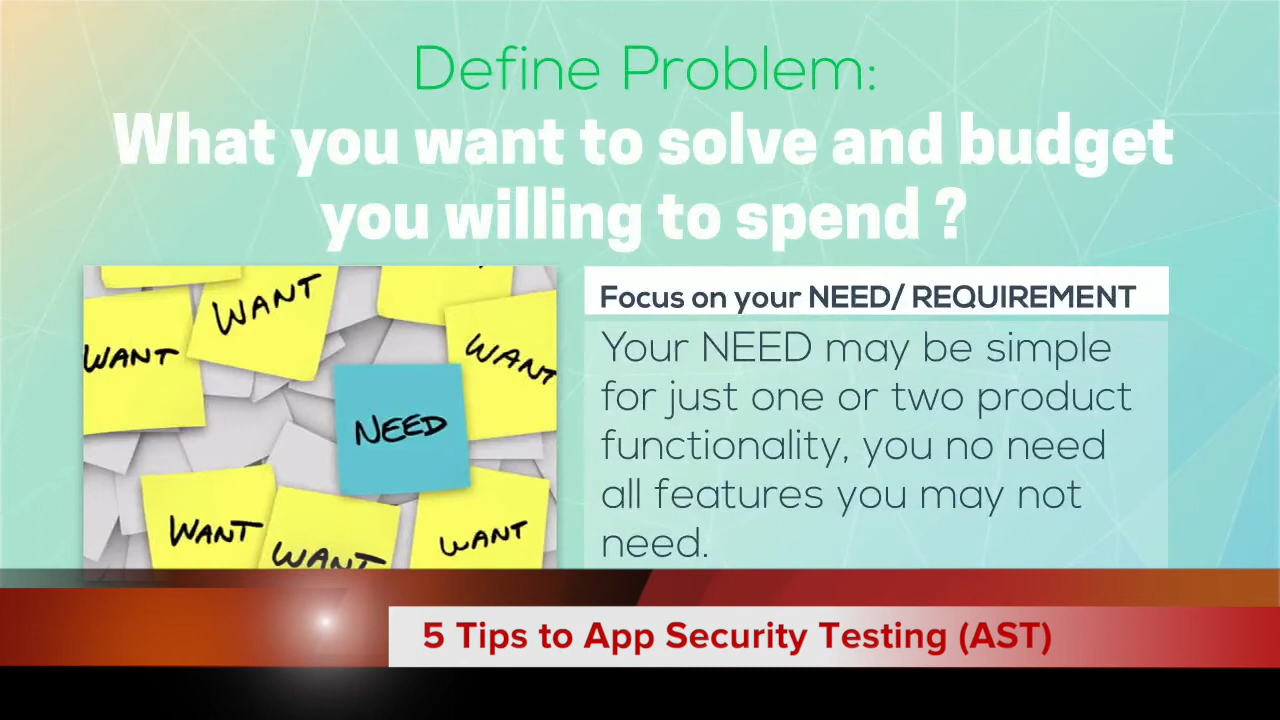 Define Problem:
What you want to solve and budget
you willing to spend ?
WANT
WANT
WANT
NEED
WANT
WANT
WANT
Focus on your NEED/ REQUIREMENT
Your NEED may be simple
for just one or two product
functionality, you no need
all features you may not
need.
5 Tips to App Security Testing (AST)